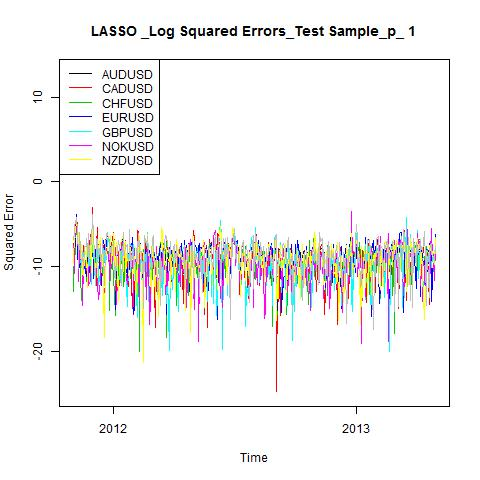 LASSO _Log Squared Errors_Test Sample_p_ 1
AUDUSD
CADUSD
CHFUSD
EURUSD
GBPUSD
NOKUSD
NZDUSD
10
0
-10
-20
Squared Error
2012
2013
Time